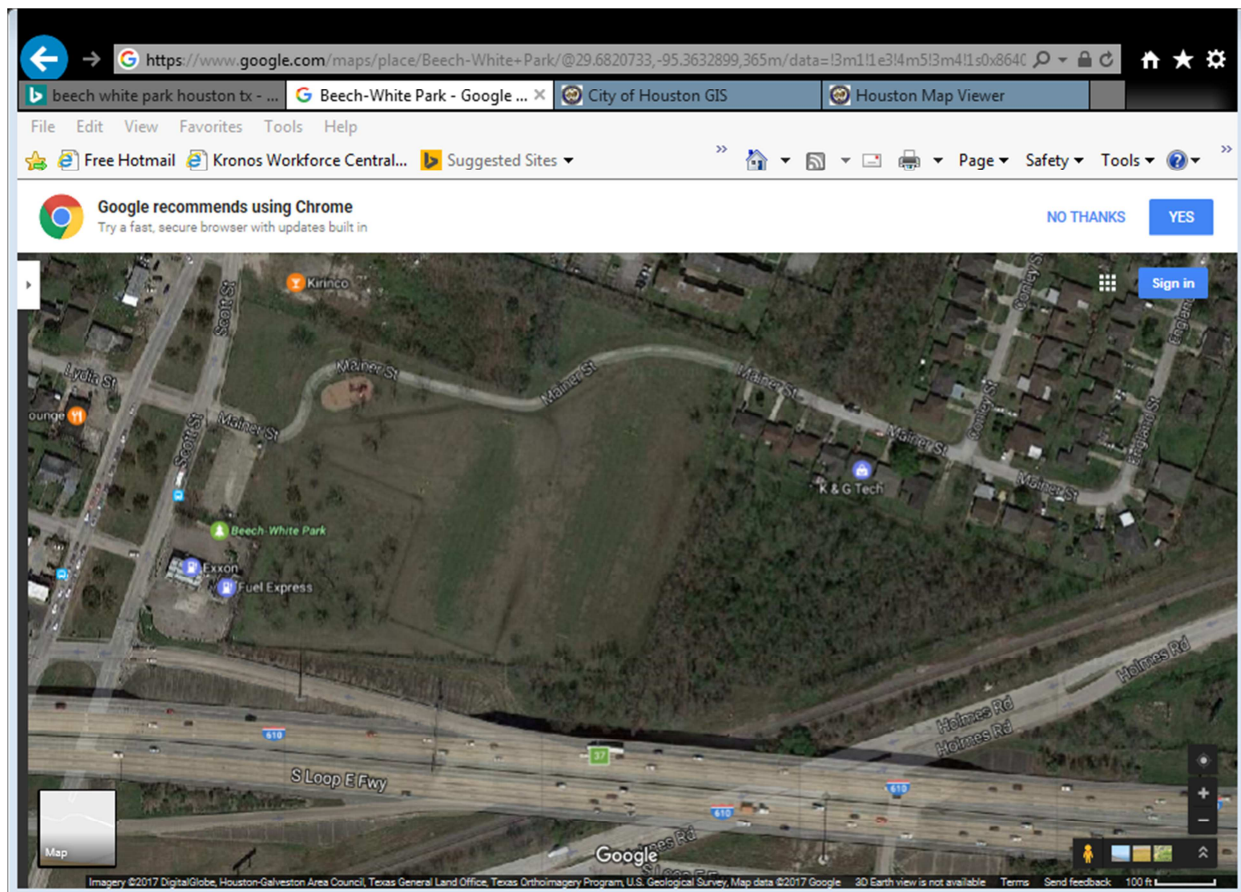 https://www.google.com/maps/place/Beech-White+Park/@29.6820733,-95.3632899,365m/data=!3m1!1e3!4m5!3m4!1s0x8640
beech white park houston tx - ...
Beech-White Park - Google ...
City of Houston GIS
Houston Map Viewer
File Edit View Favorites Tools Help
Free Hotmail
Kronos Workforce Central...
Suggested Sites
Page
Safety
Tools
Google recommends using Chrome
Try a fast, secure browser with updates built in
NO THANKS
YES
Kirinco
Conley St
Sign in
Scott St
England
Mainer St
Mainer St
Mainer St
Lydia St
ounge
Mainer St
Conley St
England St
Scott St
Mainer St
K & G Tech
Mainer St
Beech-White Park
Exxon
Fuel Express
Holmes Rd
Holmes Rd
Holmes Rd
610
37
S Loop E Fwy
610
610
Map
Google
Imagery ©2017 DigitalGlobe, Houston-Galveston Area Council, Texas General Land Office, Texas Orthoimagery Program, U.S. Geological Survey, Map data ©2017 Google 3D Earth view is not available Terms Send feedback 100 ft